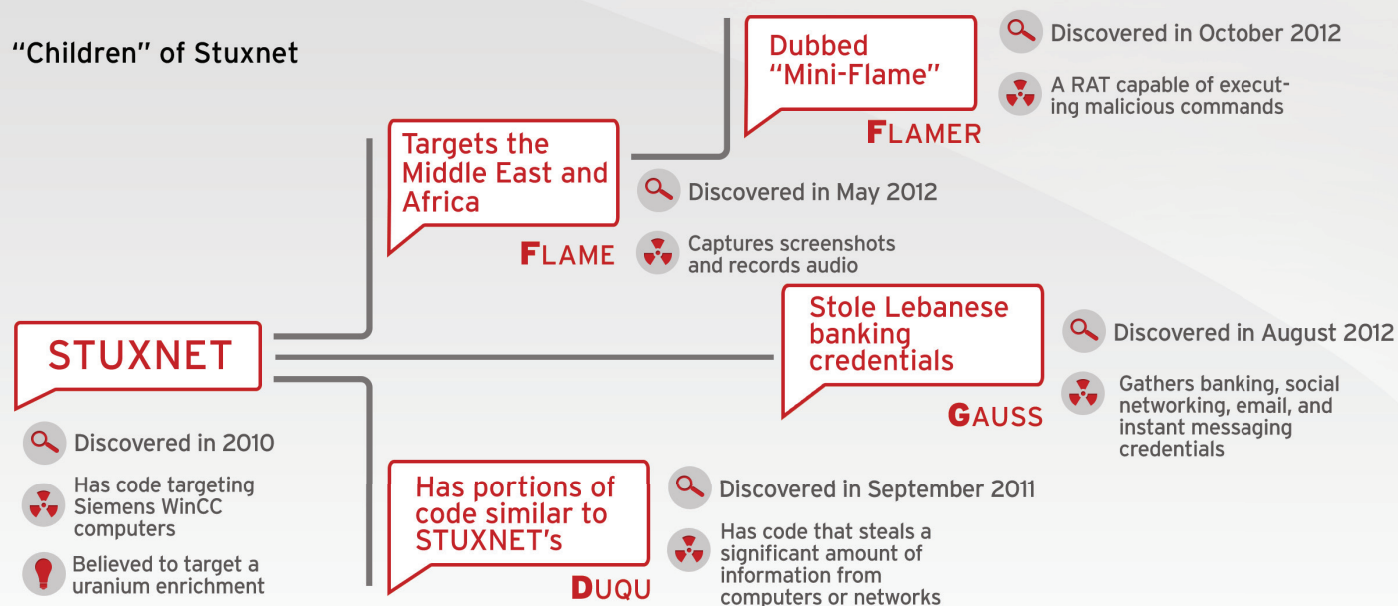 "Children" of Stuxnet
Dubbed
"Mini-Flame"
FLAMER
Discovered in October 2012
A RAT capable of execut-
ing malicious commands
Targets the
Middle East and
Africa
FLAME
Discovered in May 2012
Captures screenshots
and records audio
STUXNET
Discovered in 2010
Has code targeting
Siemens WinCC
computers
Believed to target a
uranium enrichment
Stole Lebanese
banking
credentials
GAUSS
Discovered in August 2012
Gathers banking, social
networking, email, and
instant messaging
credentials
Has portions of
code similar to
STUXNET's
DUQU
Discovered in September 2011
Has code that steals a
significant amount of
information from
computers or networks